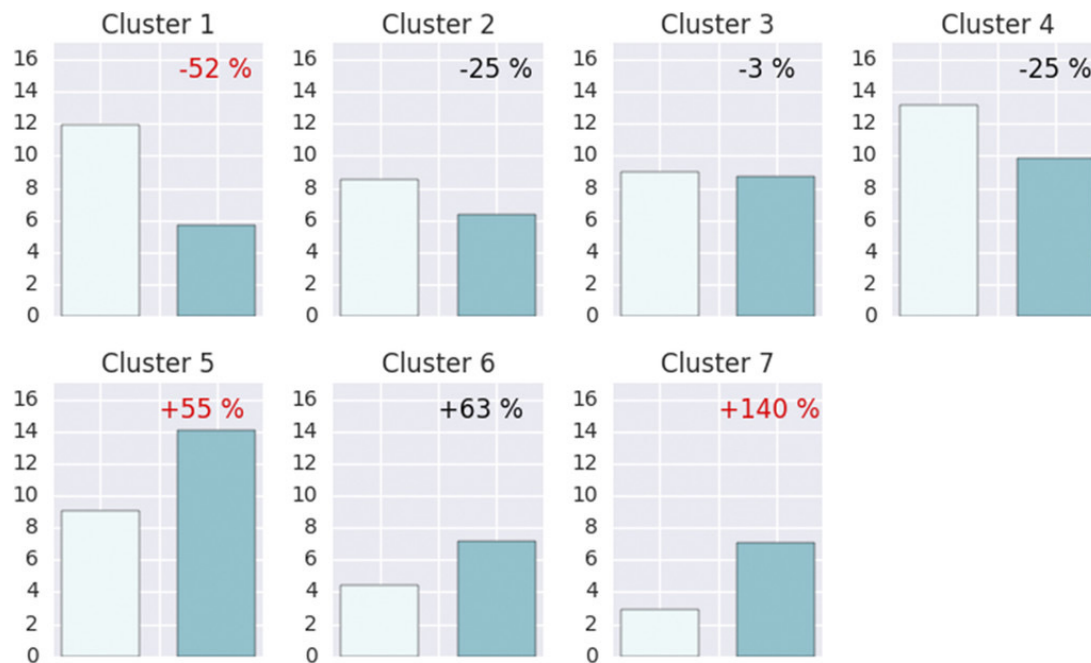 Cluster 1 Cluster 2 Cluster 3 Cluster 4
16 16 16 16
-52 % -25 % -3 % -25 %
14 14 14 14
12 12 12 12
10 10 10 10
8 8 8 8
6 6 6 6
4 4 4 4
2 2 2 2
0 0 0 0
Cluster 5 Cluster 6 Cluster 7
16 16 16
+55 % +63 % +140 %
14 14 14
12 12 12
10 10 10
8 8 8
6 6 6
4 4 4
2 2 2
0 0 0